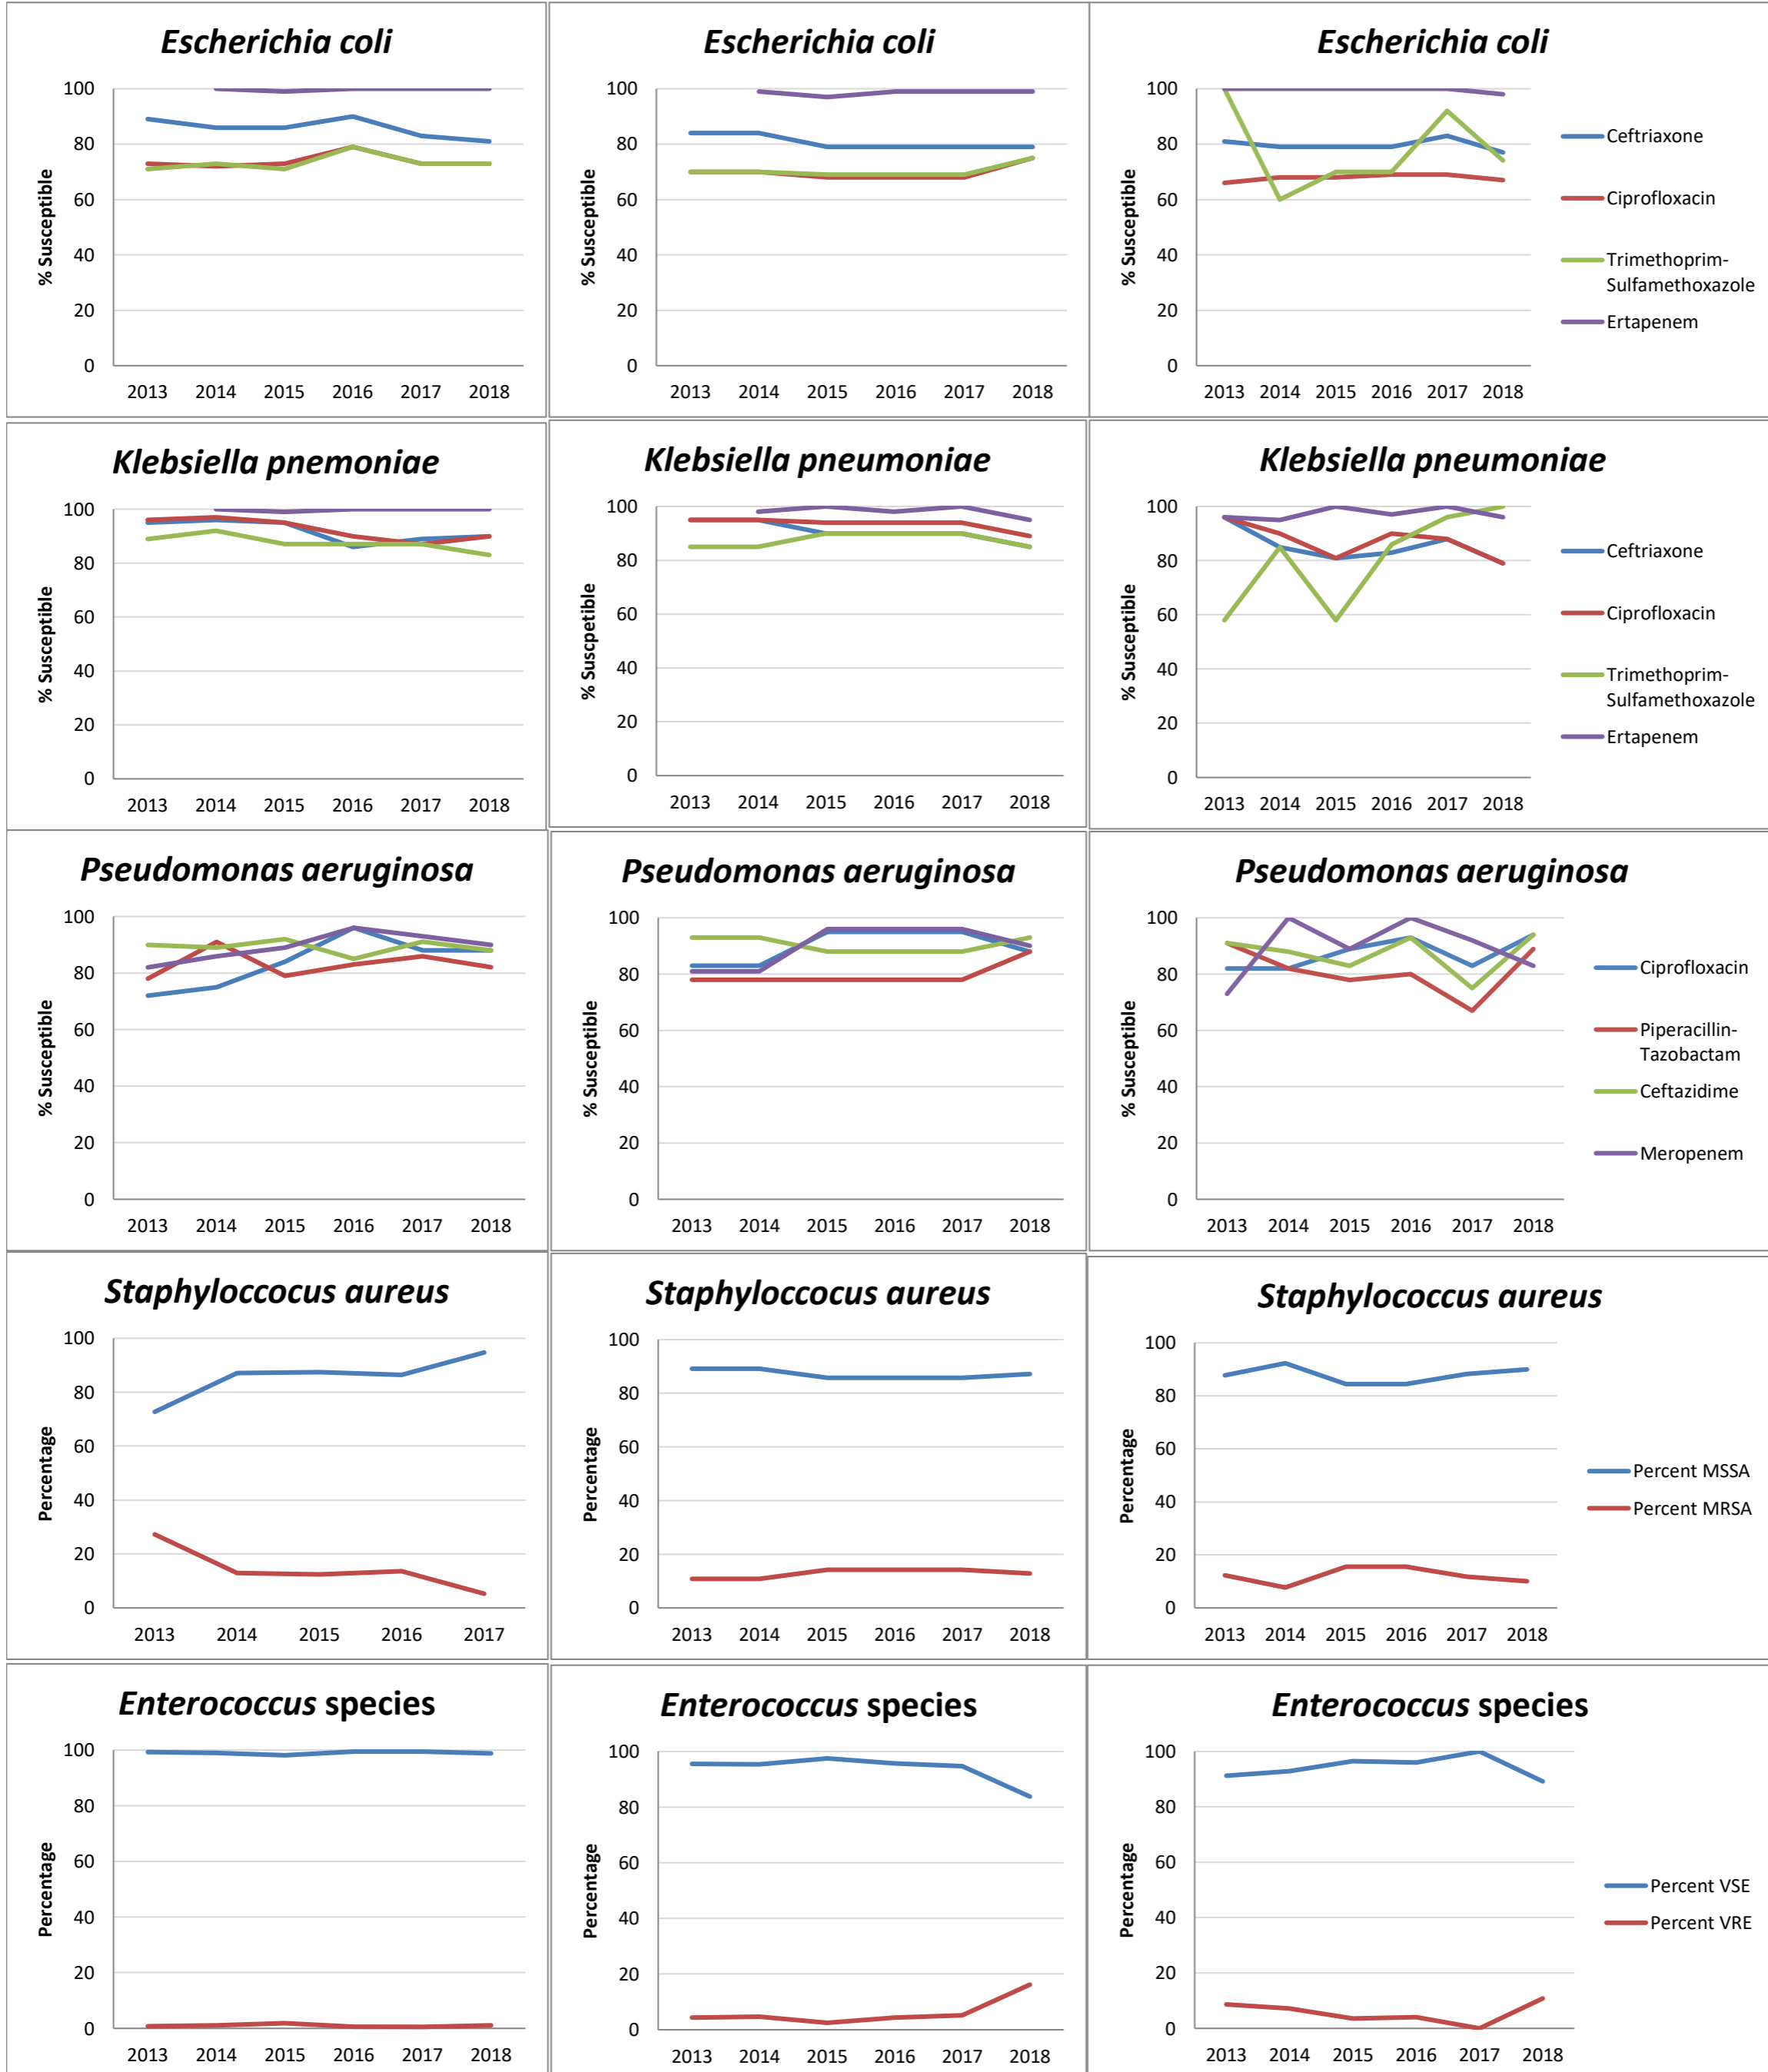 Escherichia coli
% Susceptible
100
80
60
40
20
0
2013 2014 2015 2016 2017 2018
Escherichia coli
% Susceptible
100
80
60
40
20
0
2013 2014 2015 2016 2017 2018
Escherichia coli
% Susceptible
100
80
60
40
20
0
2013 2014 2015 2016 2017 2018
Ceftriaxone
Ciprofloxacin
Trimethoprim-
Sulfamethoxazole
Ertapenem
Klebsiella pnemoniae
% Susceptible
100
80
60
40
20
0
2013 2014 2015 2016 2017 2018
Klebsiella pneumoniae
% Suscpetible
100
80
60
40
20
0
2013 2014 2015 2016 2017 2018
Klebsiella pneumoniae
% Susceptible
100
80
60
40
20
0
2013 2014 2015 2016 2017 2018
Ceftriaxone
Ciprofloxacin
Trimethoprim-
Sulfamethoxazole
Ertapenem
Pseudomonas aeruginosa
% Susceptible
100
80
60
40
20
0
2013 2014 2015 2016 2017 2018
Pseudomonas aeruginosa
% Susceptible
100
80
60
40
20
0
2013 2014 2015 2016 2017 2018
Pseudomonas aeruginosa
% Susceptible
100
80
60
40
20
0
2013 2014 2015 2016 2017 2018
Ciprofloxacin
Piperacillin-
Tazobactam
Ceftazidime
Meropenem
Staphyloccocus aureus
Percentage
100
80
60
40
20
0
2013 2014 2015 2016 2017
Staphyloccocus aureus
Percentage
100
80
60
40
20
0
2013 2014 2015 2016 2017 2018
Staphylococcus aureus
Percentage
100
80
60
40
20
0
2013 2014 2015 2016 2017 2018
Percent MSSA
Percent MRSA
Enterococcus species
Percentage
100
80
60
40
20
0
2013 2014 2015 2016 2017 2018
Enterococcus species
Percentage
100
80
60
40
20
0
2013 2014 2015 2016 2017 2018
Enterococcus species
Percentage
100
80
60
40
20
0
2013 2014 2015 2016 2017 2018
Percent VSE
Percent VRE